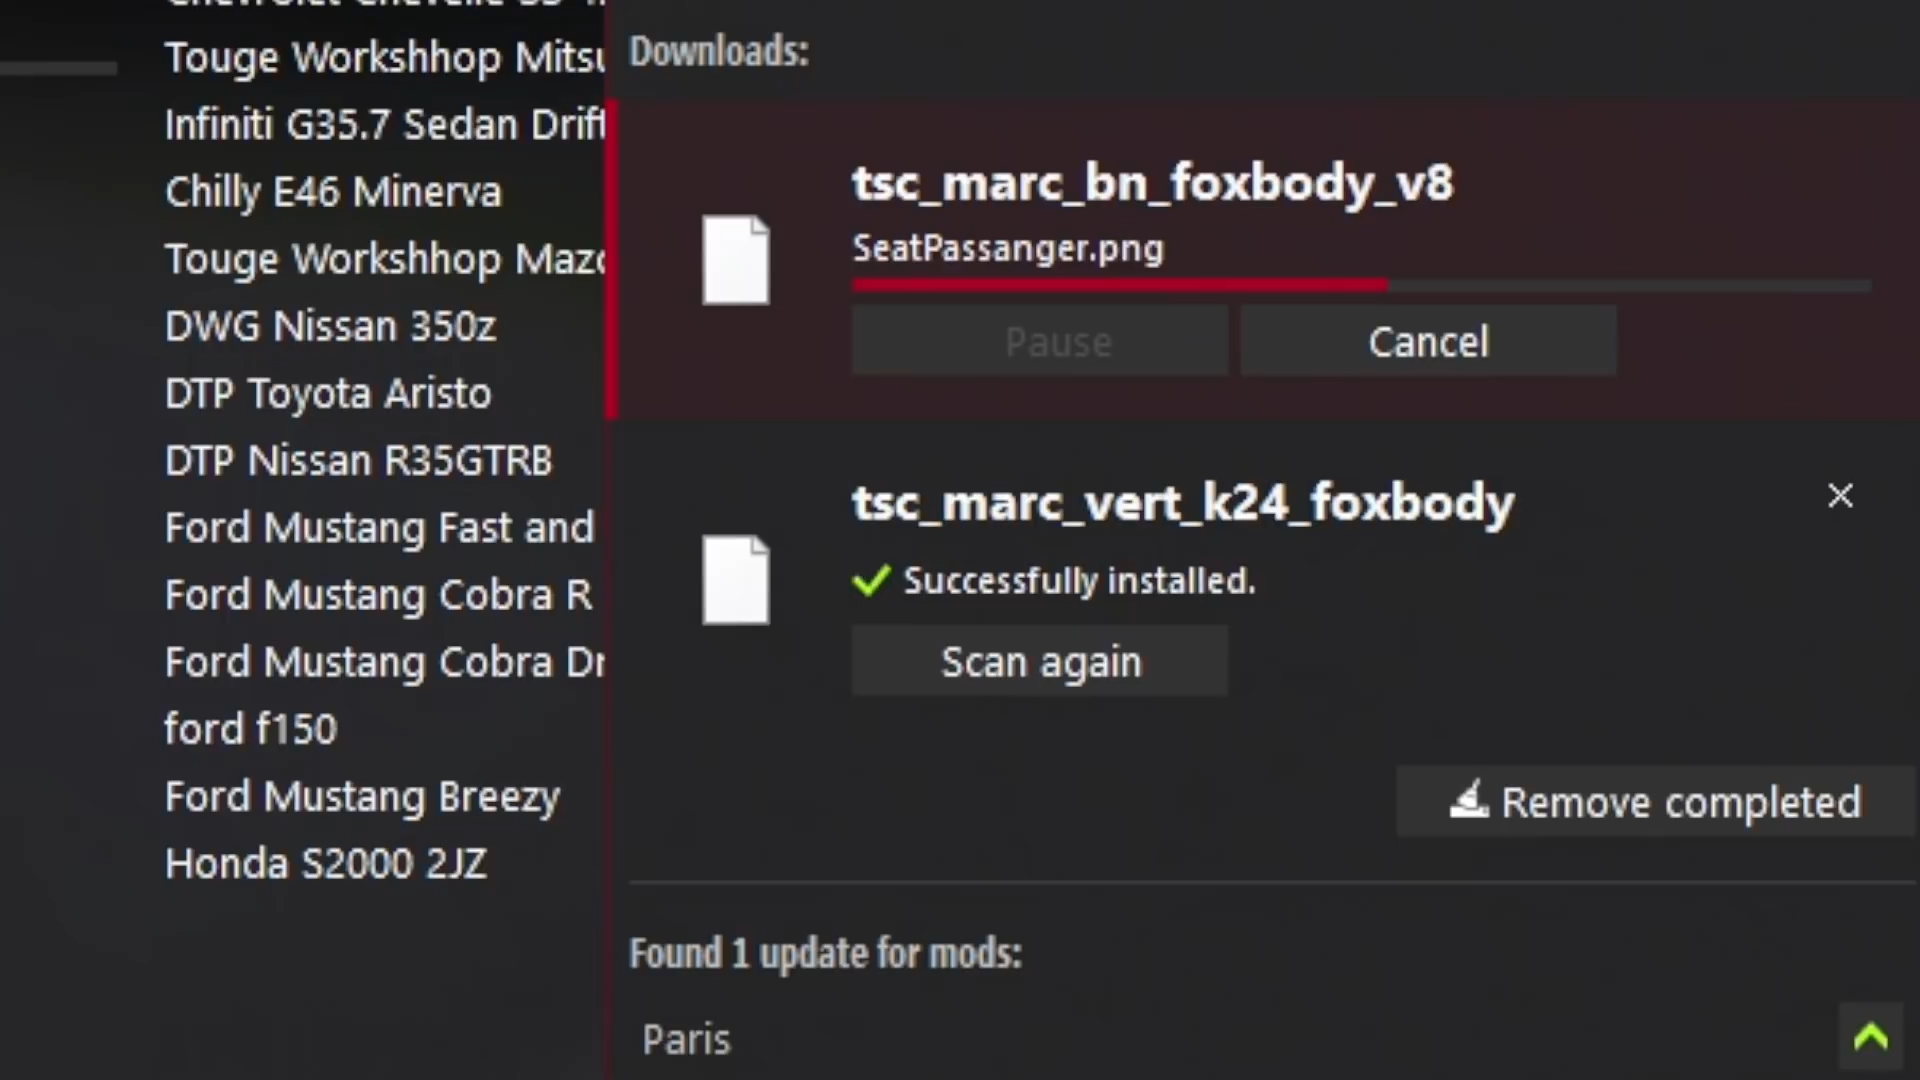 Touge Workshhop Mitsu
Infiniti G35.7 Sedan Drift
Chilly E46 Minerva
Touge Workshhop Maz
DWG Nissan 350z
DTP Toyota Aristo
DTP Nissan R35GTRB
Ford Mustang Fast and
Ford Mustang Cobra R
Ford Mustang Cobra Dr
ford f150
Ford Mustang Breezy
Honda S2000 2JZ
Downloads:
tsc_marc_bn_foxbody_v8
SeatPassanger.png
Pause
Cancel
tsc_marc_vert_k24_foxbody
Successfully installed.
Scan again
Remove completed
Found 1 update for mods:
Paris